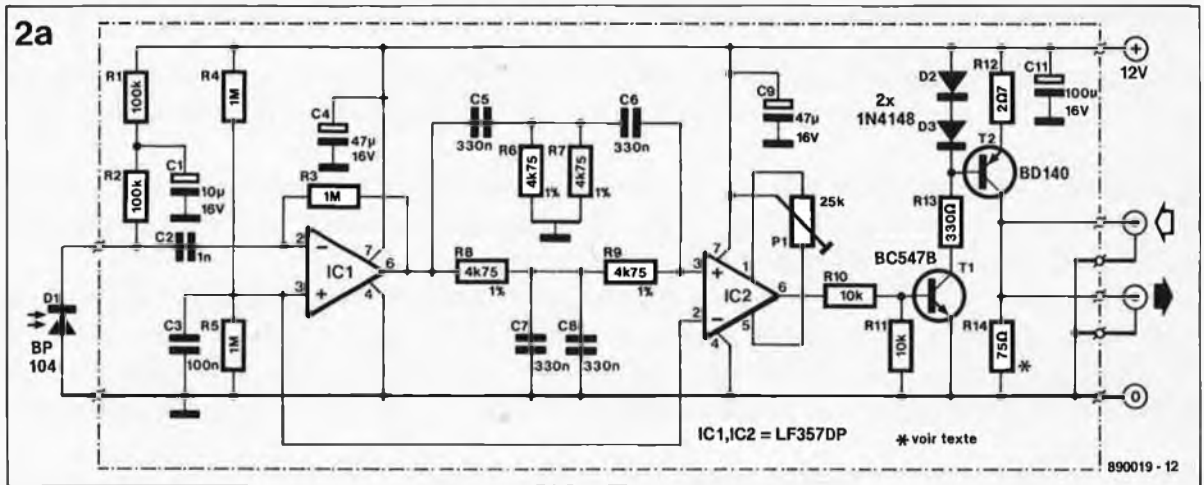 2a
R1
100k
R2
100k
C1
10µ
16V
C2
1n
D1
BP
104
R4
1M
C3
100n
R5
1M
C4
47µ
16V
R3
1M
2
3
7
6
4
IC1
C5
330n
R6
4k75
1%
R7
4k75
1%
C6
330n
R8
4k75
1%
R9
4k75
1%
C7
330n
C8
330n
C9
47µ
16V
25k
P1
7
3
2
1
6
5
4
IC2
R10
10k
R11
10k
D2
D3
2x
1N4148
R12
2Ω7
C11
100µ
16V
+
12V
T2
BD140
R13
330Ω
BC547B
T1
R14
75Ω
*
0
IC1,IC2 = LF357DP
* voir texte
890019 - 12